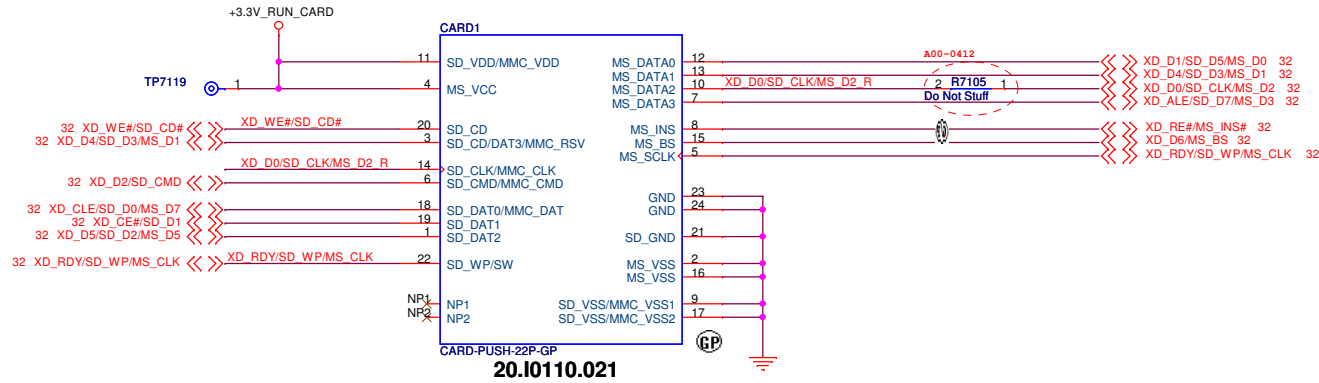 +3.3V_RUN_CARD
CARD1
TP7119
1
11 SD_VDD/MMC_VDD
4 MS_VCC
32 XD_WE#/SD_CD# XD_WE#/SD_CD# 20 SD_CD
32 XD_D4/SD_D3/MS_D1 3 SD_CD/DAT3/MMC_RSV
XD_D0/SD_CLK/MS_D2_R 14 SD_CLK/MMC_CLK
32 XD_D2/SD_CMD 6 SD_CMD/MMC_CMD
32 XD_CLE/SD_D0/MS_D7 18 SD_DAT0/MMC_DAT
32 XD_CE#/SD_D1 19 SD_DAT1
32 XD_D5/SD_D2/MS_D5 1 SD_DAT2
32 XD_RDY/SD_WP/MS_CLK XD_RDY/SD_WP/MS_CLK 22 SD_WP/SW
NP1 NP1
NP2 NP2
A00-0412
MS_DATA0 12 XD_D1/SD_D5/MS_D0 32
MS_DATA1 13 XD_D4/SD_D3/MS_D1 32
MS_DATA2 10 XD_D0/SD_CLK/MS_D2_R 2 R7105 1 XD_D0/SD_CLK/MS_D2 32
Do Not Stuff
MS_DATA3 7 XD_ALE/SD_D7/MS_D3 32
MS_INS 8 XD_RE#/MS_INS# 32
MS_BS 15 XD_D6/MS_BS 32
MS_SCLK 5 XD_RDY/SD_WP/MS_CLK 32
GND 23
GND 24
SD_GND 21
MS_VSS 2
MS_VSS 16
SD_VSS/MMC_VSS1 9
SD_VSS/MMC_VSS2 17
GP
CARD-PUSH-22P-GP
20.I0110.021